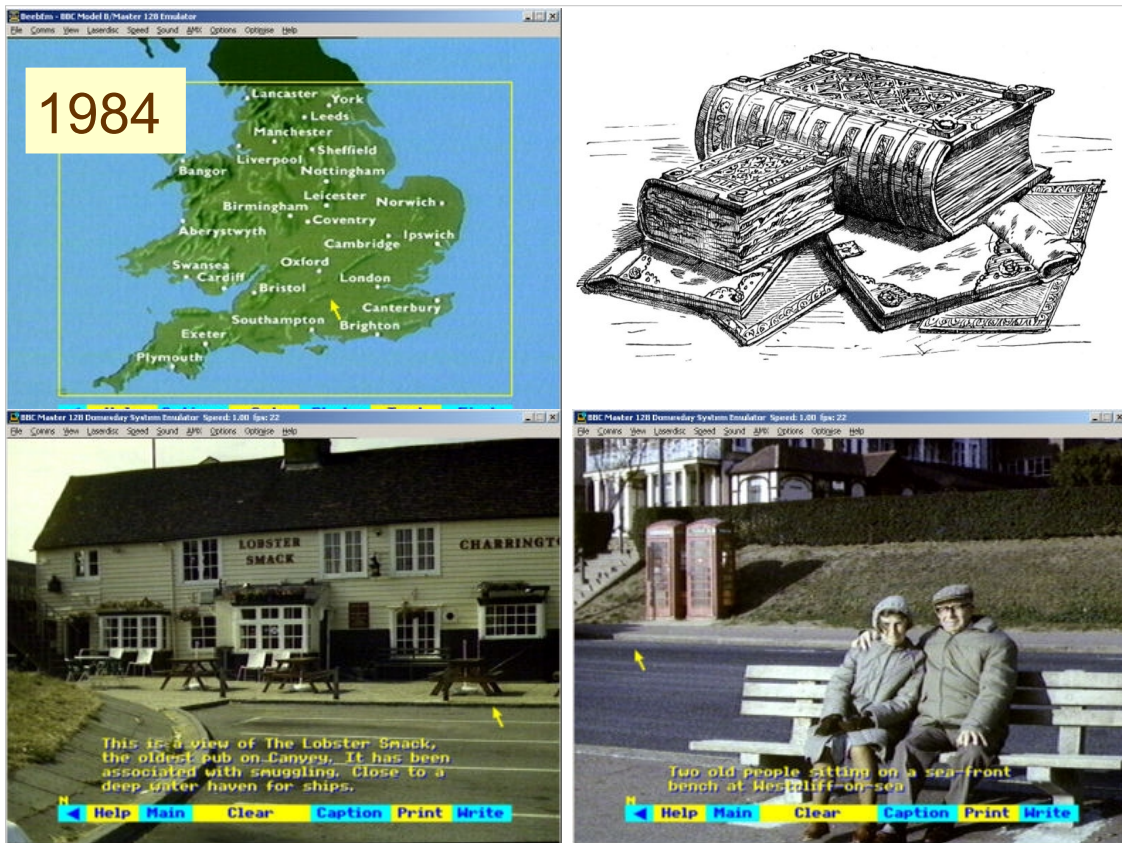 BeebEm - BBC Model B/Master 128 Emulator
File Comms View Laserdisc Speed Sound AMX Options Optimise Help
1984
Lancaster
York
Leeds
Manchester
Liverpool
Sheffield
Bangor
Nottingham
Leicester
Norwich
Birmingham
Coventry
Aberystwyth
Cambridge
Ipswich
Swansea
Oxford
Cardiff
London
Bristol
Canterbury
Southampton
Brighton
Exeter
Plymouth
BBC Master 128 Domesday System Emulator Speed: 1.00 fps: 22
File Comms View Laserdisc Speed Sound AMX Options Optimise Help
LOBSTER
SMACK
CHARRINGTO
This is a view of The Lobster Smack,
the oldest pub on Canvey. It has been
associated with smuggling. Close to a
deep water haven for ships.
N
Help Main Clear Caption Print Write
BBC Master 128 Domesday System Emulator Speed: 1.00 fps: 22
File Comms View Laserdisc Speed Sound AMX Options Optimise Help
Two old people sitting on a sea-front
bench at Westcliff-on-sea
N
Help Main Clear Caption Print Write